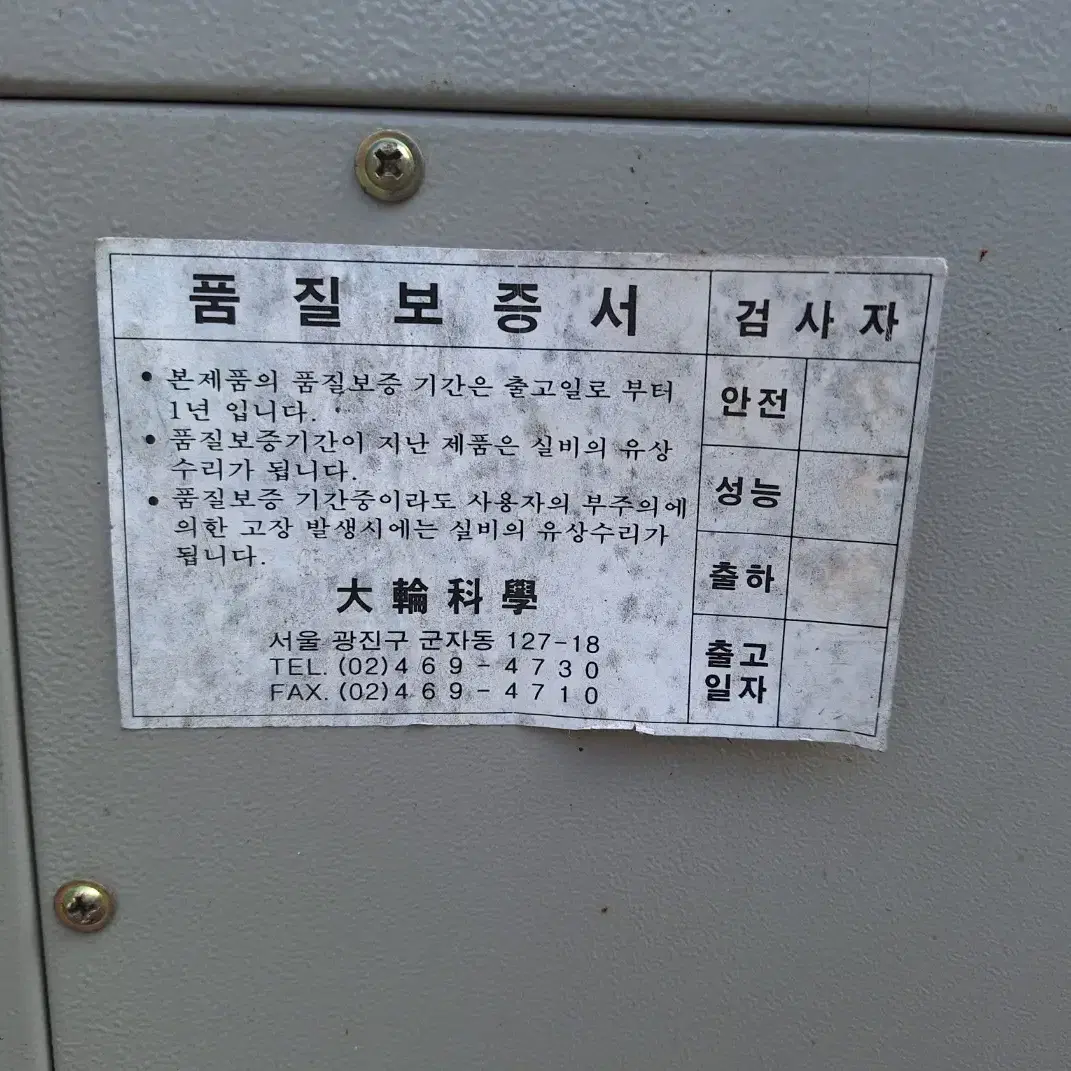 품질보증서
• 본제품의 품질보증 기간은 출고일로 부터
1년 입니다.
• 품질보증기간이 지난 제품은 실비의 유상
수리가 됩니다.
• 품질보증 기간중이라도 사용자의 부주의에
의한 고장 발생시에는 실비의 유상수리가
됩니다.
大輪科學
서울 광진구 군자동 127-18
TEL. (02)469-4730
FAX. (02)469-4710
검사자
안전
성능
출하
출고
일자